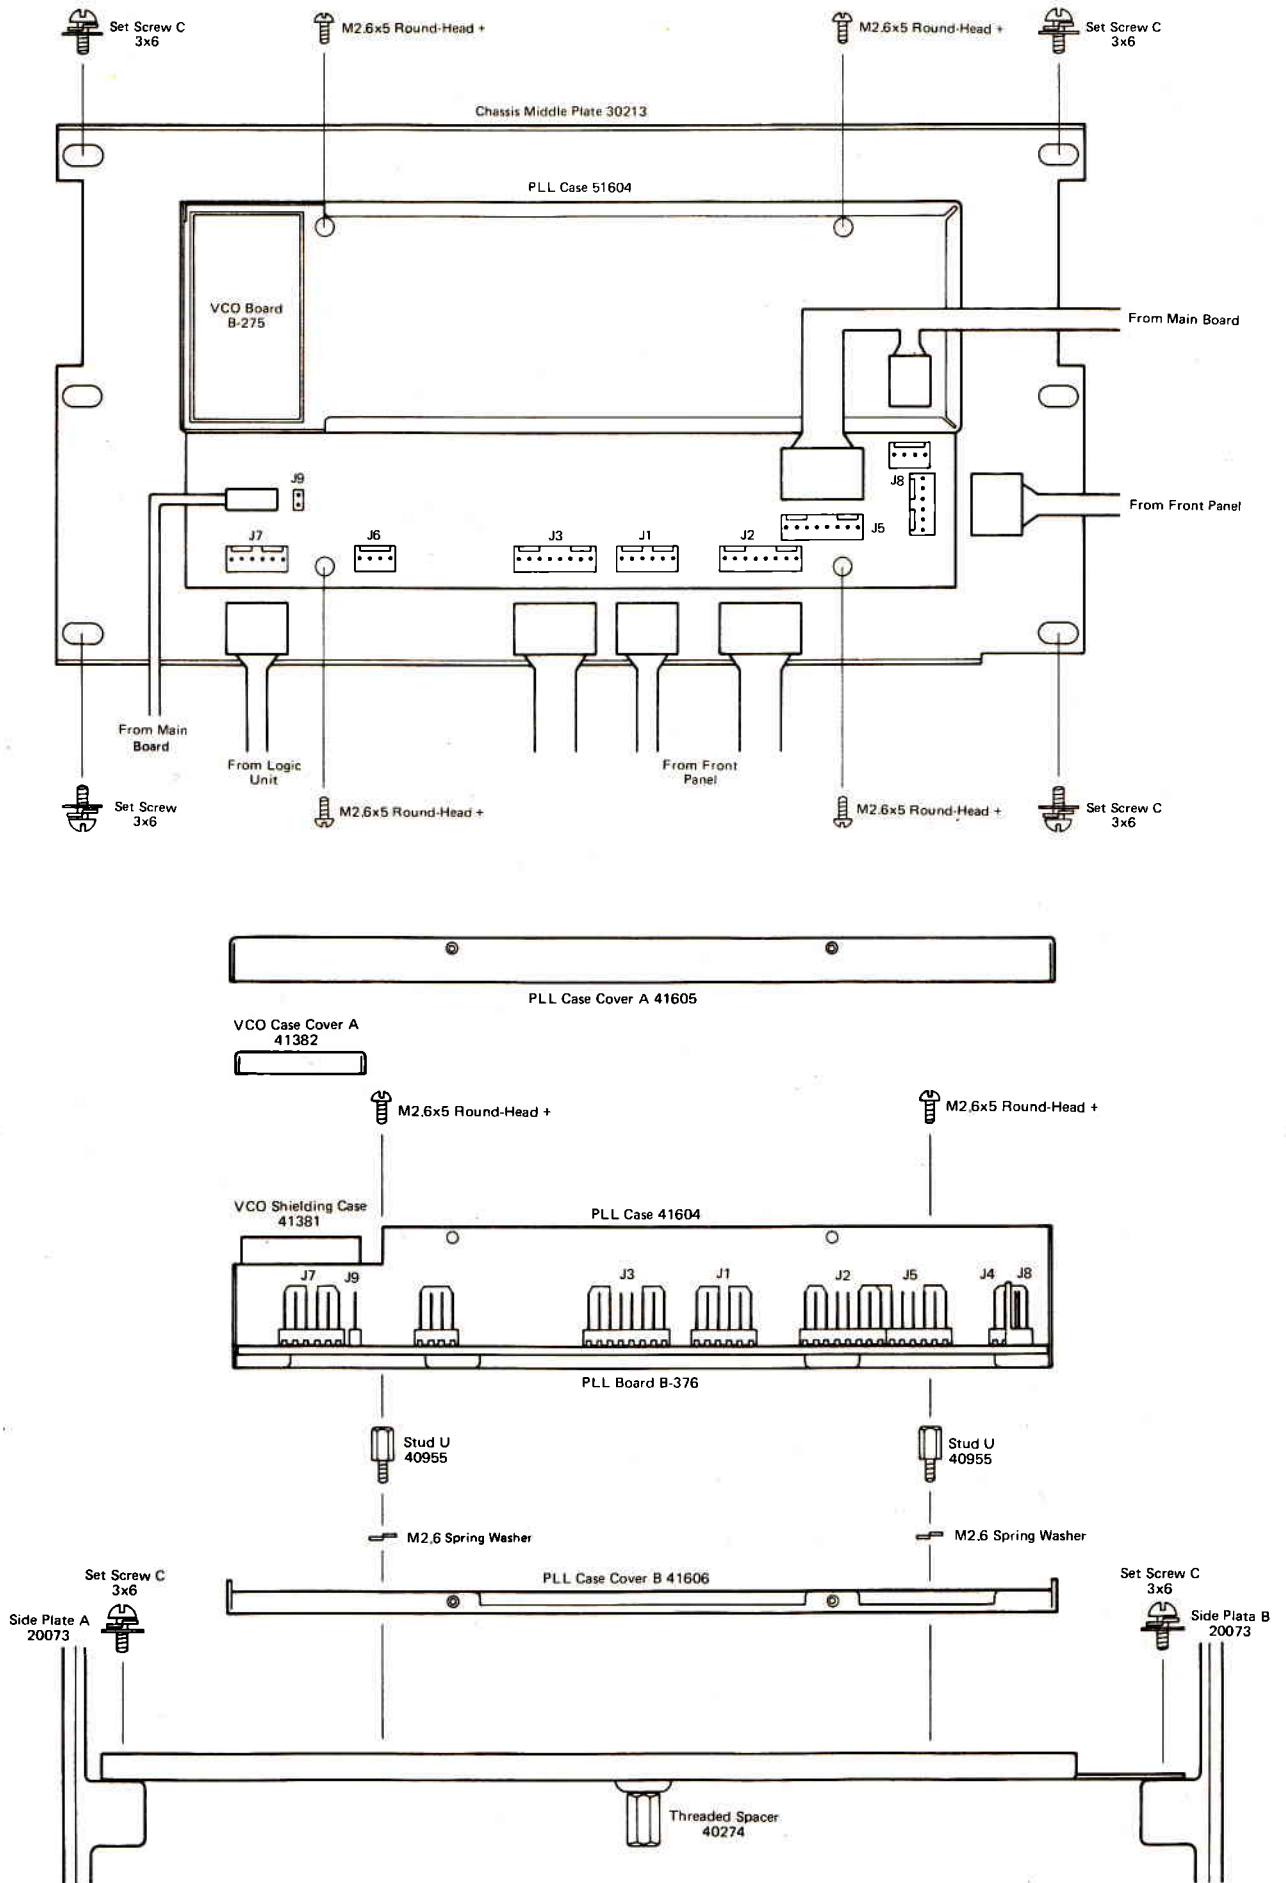 Set Screw C
3x6
M2.6x5 Round-Head +
M2.6x5 Round-Head +
Set Screw C
3x6
Chassis Middle Plate 30213
PLL Case 51604
VCO Board
B-275
From Main Board
J9
J8
From Front Panel
J7
J6
J3
J1
J2
J5
From Main
Board
From Logic
Unit
From Front
Panel
Set Screw
3x6
M2.6x5 Round-Head +
M2.6x5 Round-Head +
Set Screw C
3x6
PLL Case Cover A 41605
VCO Case Cover A
41382
M2.6x5 Round-Head +
M2.6x5 Round-Head +
VCO Shielding Case
41381
PLL Case 41604
J7
J9
J3
J1
J2
J5
J4
J8
PLL Board B-376
Stud U
40955
Stud U
40955
M2.6 Spring Washer
M2.6 Spring Washer
PLL Case Cover B 41606
Set Screw C
3x6
Set Screw C
3x6
Side Plate A
20073
Side Plata B
20073
Threaded Spacer
40274